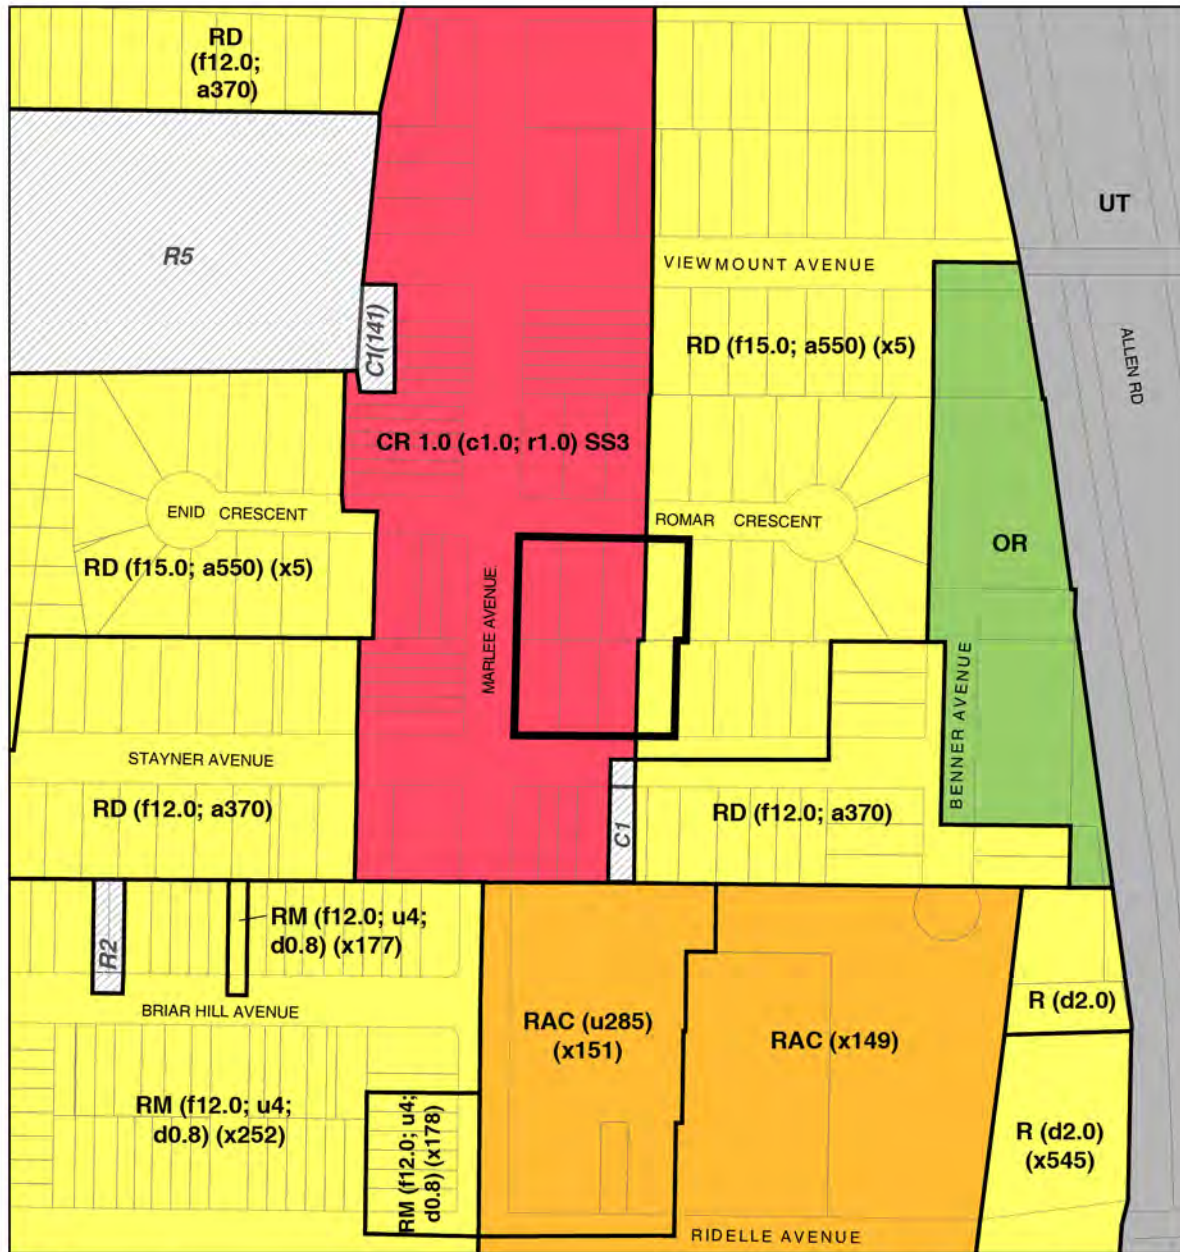 RD
(f12.0;
a370)
UT
R5
VIEWMOUNT AVENUE
C1(141)
RD (f15.0; a550) (x5)
ALLEN RD
CR 1.0 (c1.0; r1.0) SS3
ENID CRESCENT
ROMAR CRESCENT
OR
RD (f15.0; a550) (x5)
MARLEE AVENUE
BENNER AVENUE
STAYNER AVENUE
RD (f12.0; a370)
C1
RD (f12.0; a370)
R2
RM (f12.0; u4;
d0.8) (x177)
BRIAR HILL AVENUE
RAC (u285)
(x151)
RAC (x149)
R (d2.0)
RM (f12.0; u4;
d0.8) (x252)
RM (f12.0; u4;
d0.8) (x178)
R (d2.0)
(x545)
RIDELLE AVENUE